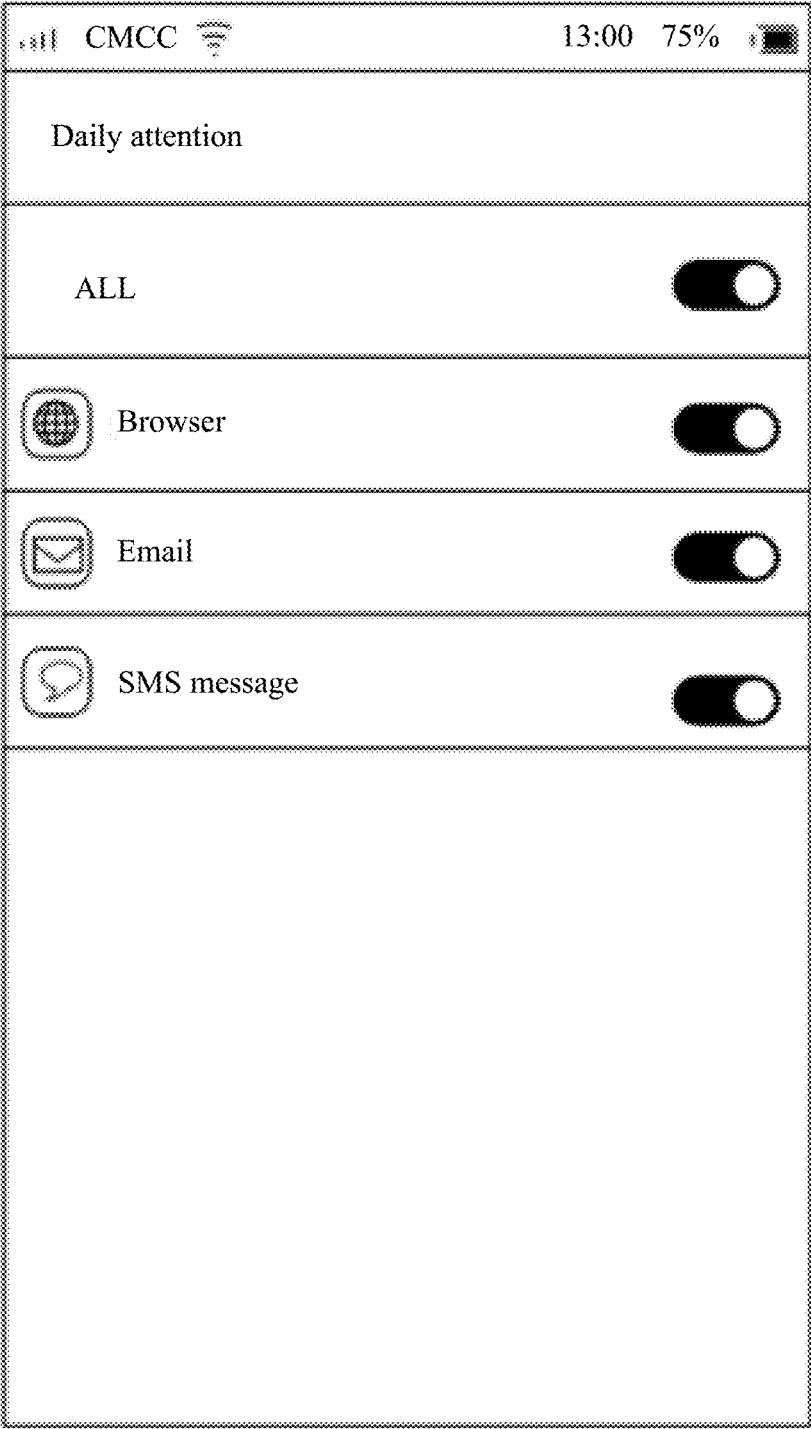 CMCC 13:00 75%
Daily attention
ALL
Browser
Email
SMS message